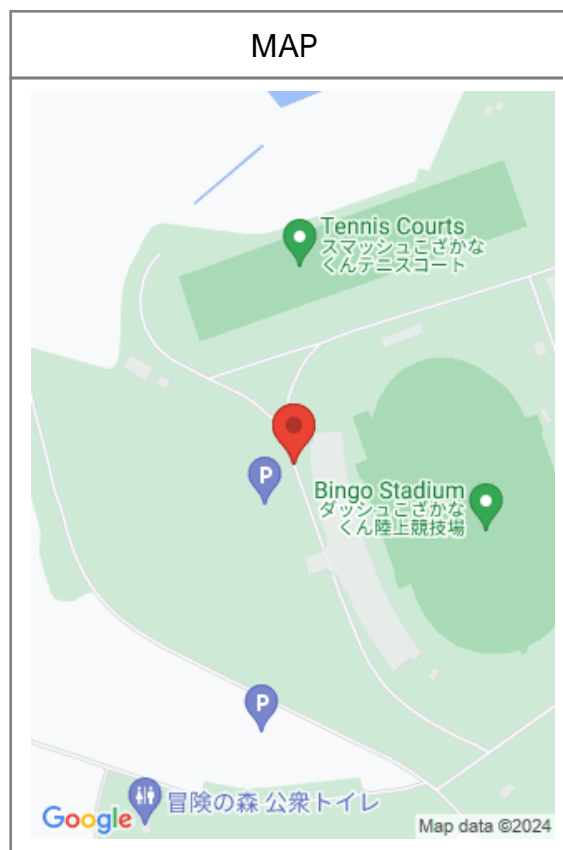 MAP
Tennis Courts
スマッシュこざかな
くんテニスコート
P
Bingo Stadium
ダッシュこざかな
くん陸上競技場
P
冒険の森 公衆トイレ
Google
Map data ©2024